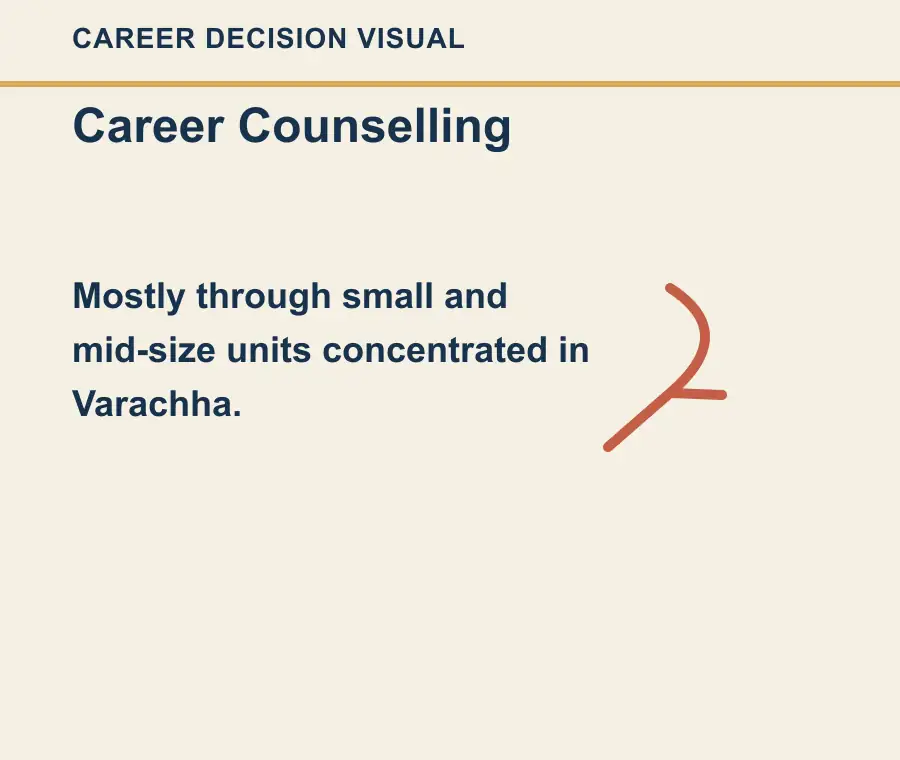 CAREER DECISION VISUAL
Career Counselling
Mostly through small and
mid-size units concentrated in
Varachha.